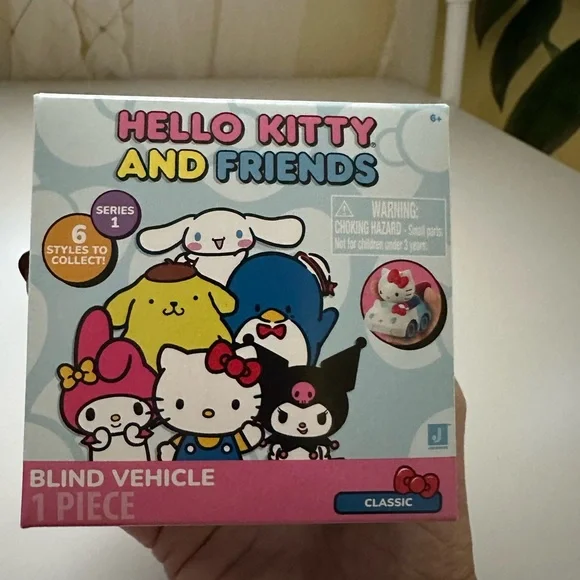 HELLO KITTY
AND FRIENDS
6+
SERIES
1
6
STYLES TO
COLLECT!
WARNING:
CHOKING HAZARD - Small parts
Not for children under 3 years.
J
BLIND VEHICLE
1 PIECE
CLASSIC